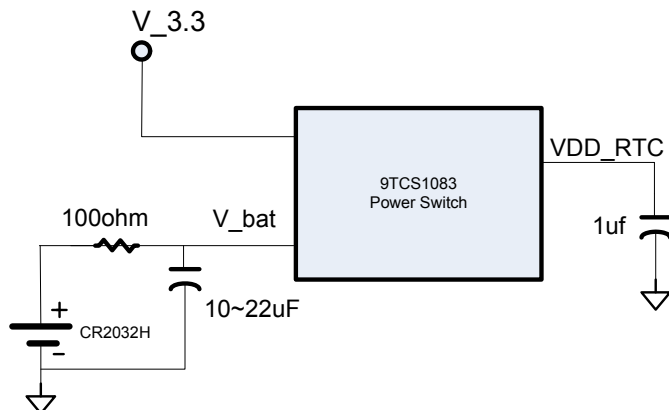 V_3.3
9TCS1083
Power Switch
VDD_RTC
100ohm
V_bat
1uf
10~22uF
+
CR2032H
-